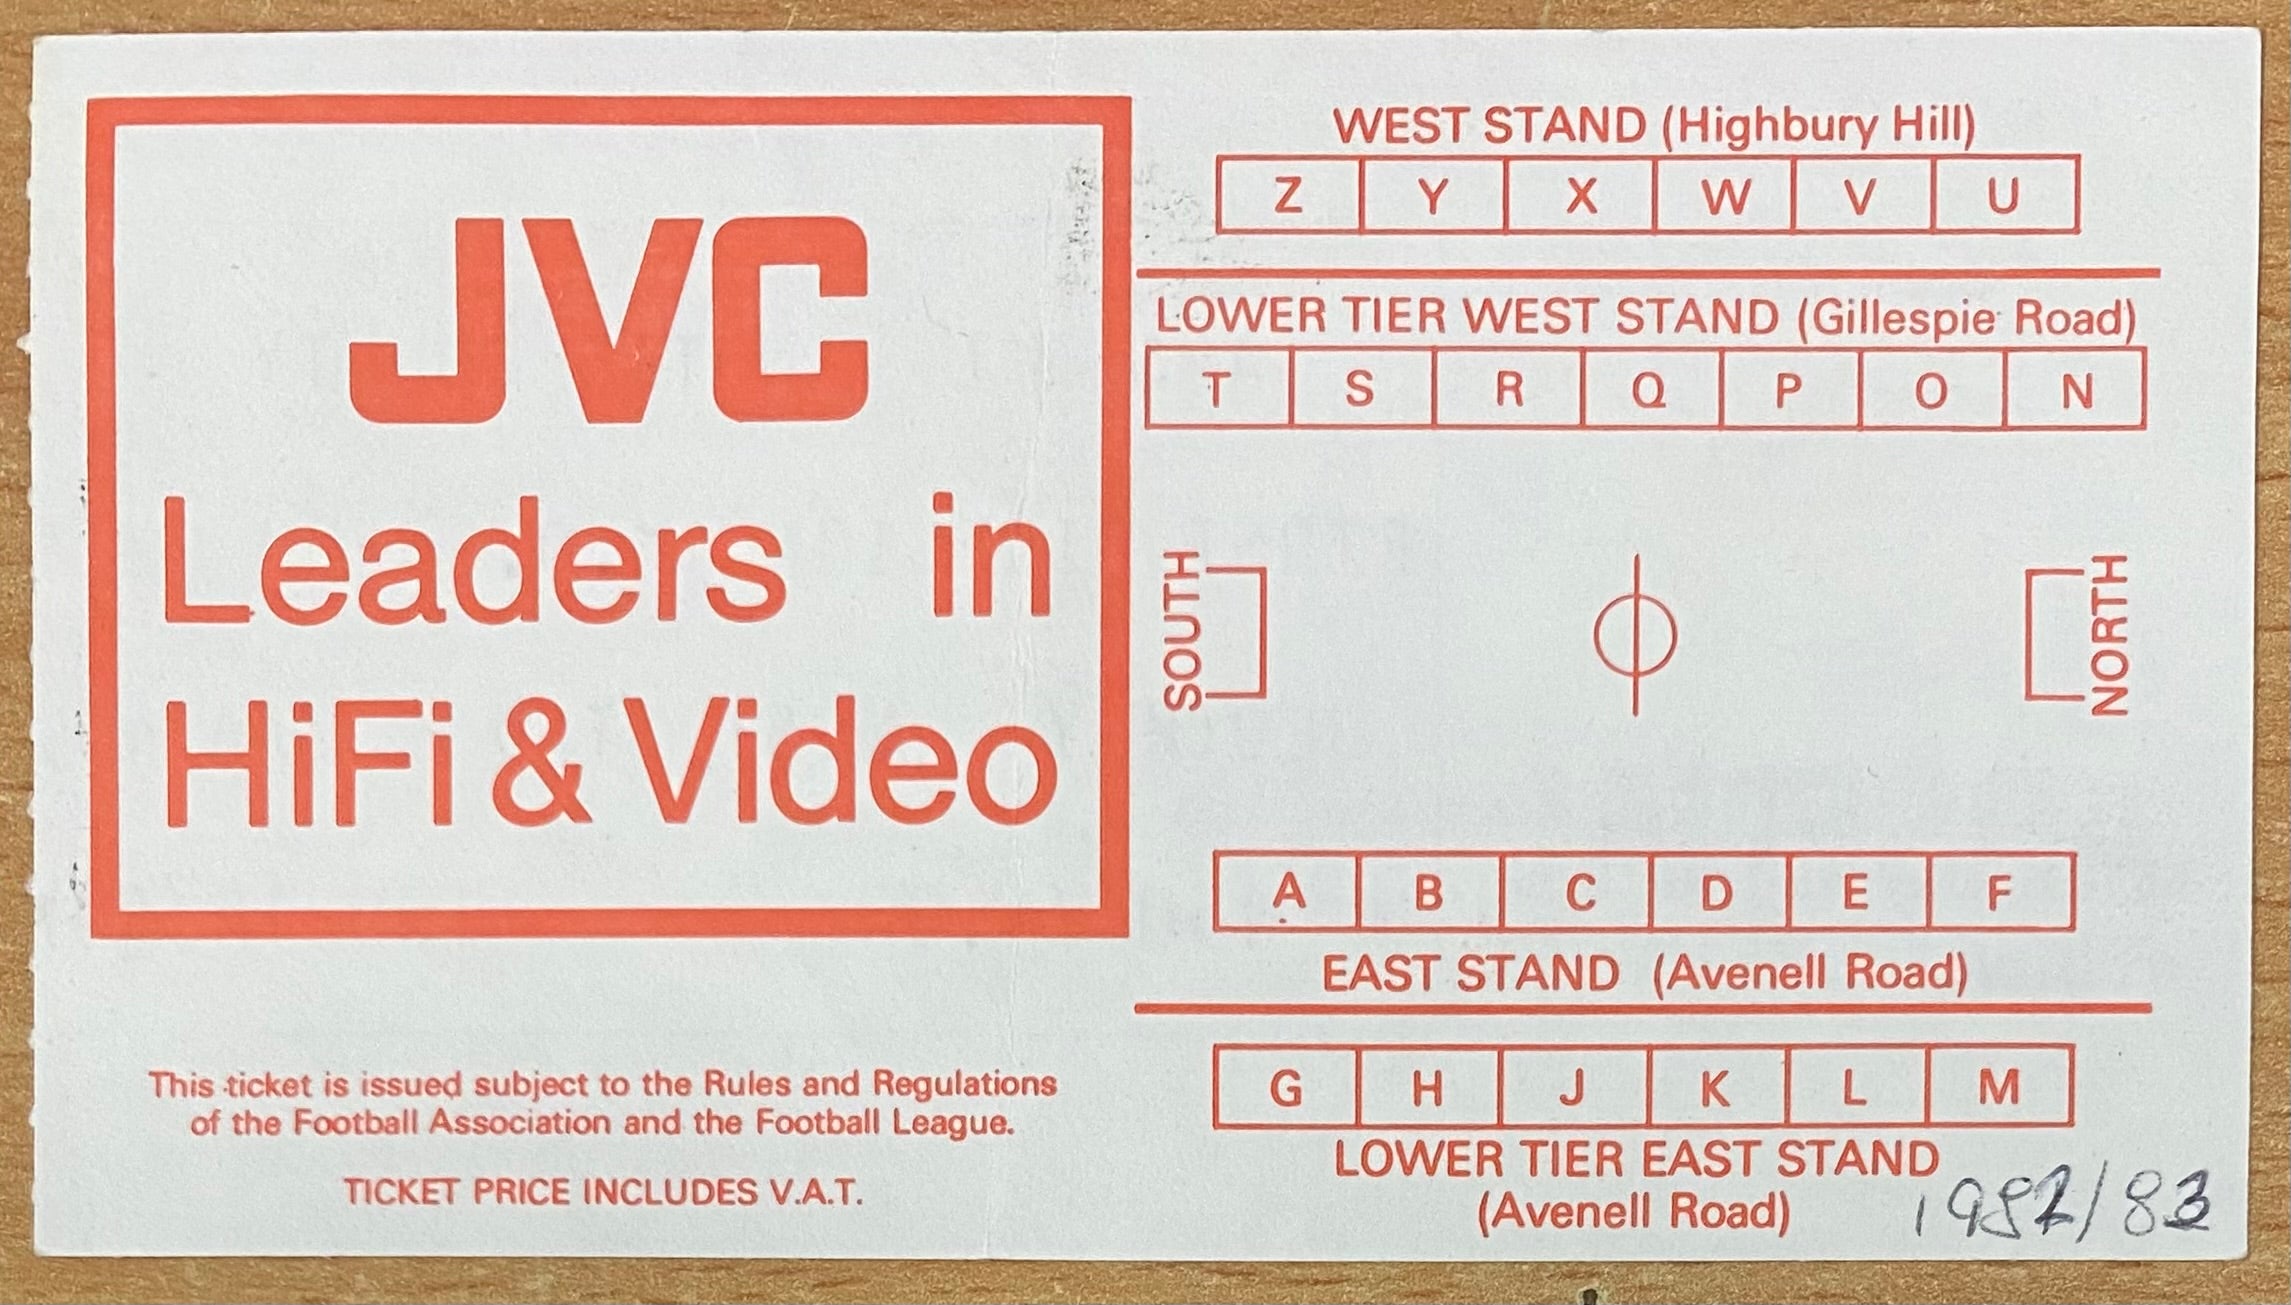 JVC
Leaders in
HiFi & Video
This ticket is issued subject to the Rules and Regulations
of the Football Association and the Football League.
TICKET PRICE INCLUDES V.A.T.
WEST STAND (Highbury Hill)
Z Y X W V U
LOWER TIER WEST STAND (Gillespie Road)
T S R Q P O N
SOUTH
NORTH
A B C D E F
EAST STAND (Avenell Road)
G H J K L M
LOWER TIER EAST STAND
(Avenell Road)
1982/83